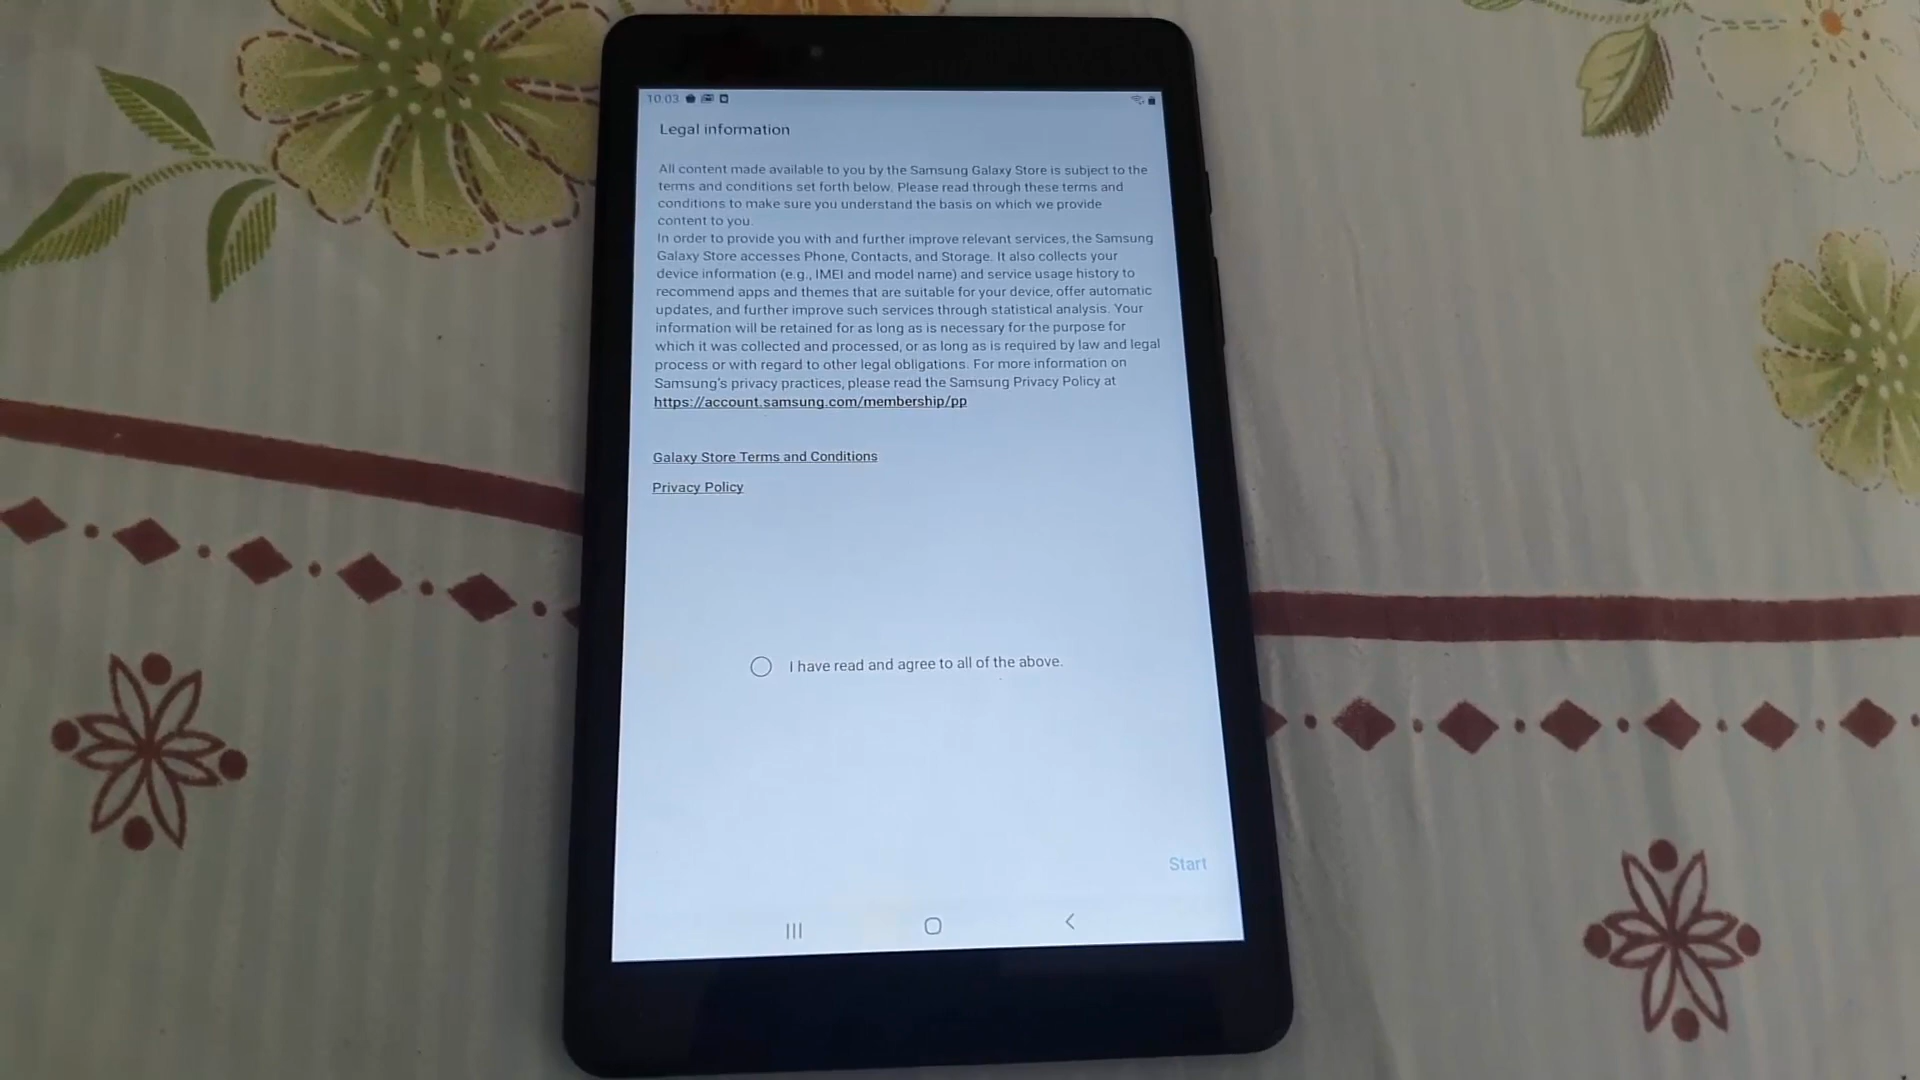 10:03
Legal information
All content made available to you by the Samsung Galaxy Store is subject to the
terms and conditions set forth below. Please read through these terms and
conditions to make sure you understand the basis on which we provide
content to you.
In order to provide you with and further improve relevant services, the Samsung
Galaxy Store accesses Phone, Contacts, and Storage. It also collects your
device information (e.g., IMEI and model name) and service usage history to
recommend apps and themes that are suitable for your device, offer automatic
updates, and further improve such services through statistical analysis. Your
information will be retained for as long as is necessary for the purpose for
which it was collected and processed, or as long as is required by law and legal
process or with regard to other legal obligations. For more information on
Samsung's privacy practices, please read the Samsung Privacy Policy at
https://account.samsung.com/membership/pp
Galaxy Store Terms and Conditions
Privacy Policy
I have read and agree to all of the above.
Start